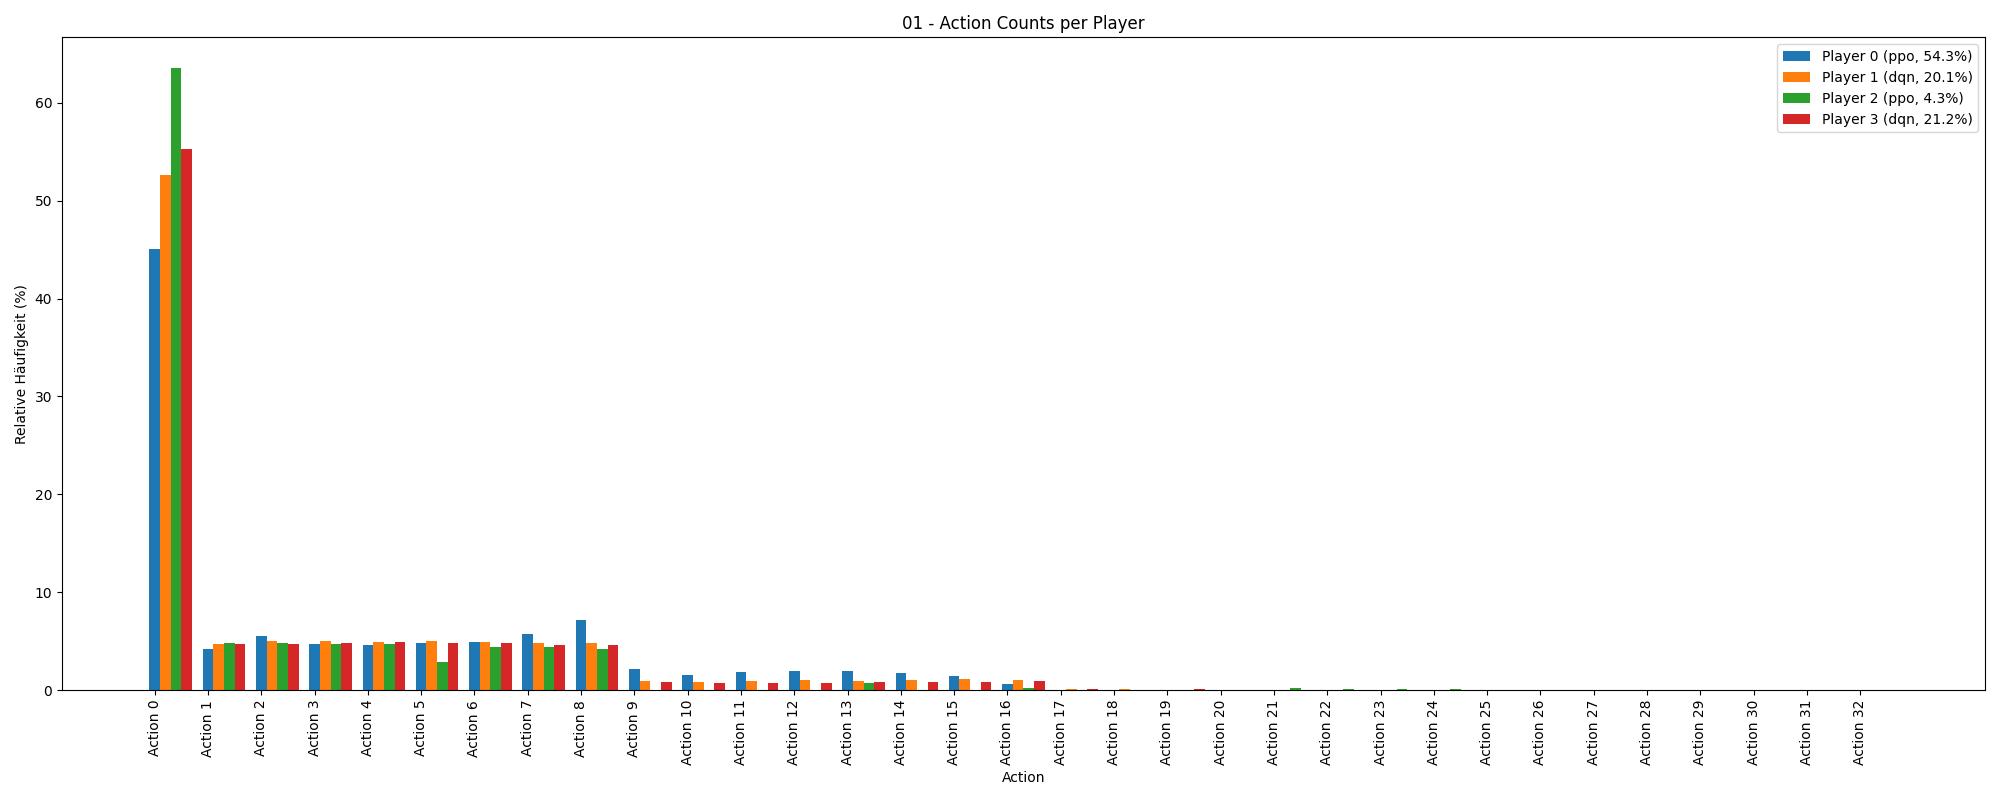 01 - Action Counts per Player
Player 0 (ppo, 54.3%)
Player 1 (dqn, 20.1%)
Player 2 (ppo, 4.3%)
Player 3 (dqn, 21.2%)
Relative Häufigkeit (%)
60
50
40
30
20
10
0
Action 0
Action 1
Action 2
Action 3
Action 4
Action 5
Action 6
Action 7
Action 8
Action 9
Action 10
Action 11
Action 12
Action 13
Action 14
Action 15
Action 16
Action 17
Action 18
Action 19
Action 20
Action 21
Action 22
Action 23
Action 24
Action 25
Action 26
Action 27
Action 28
Action 29
Action 30
Action 31
Action 32
Action